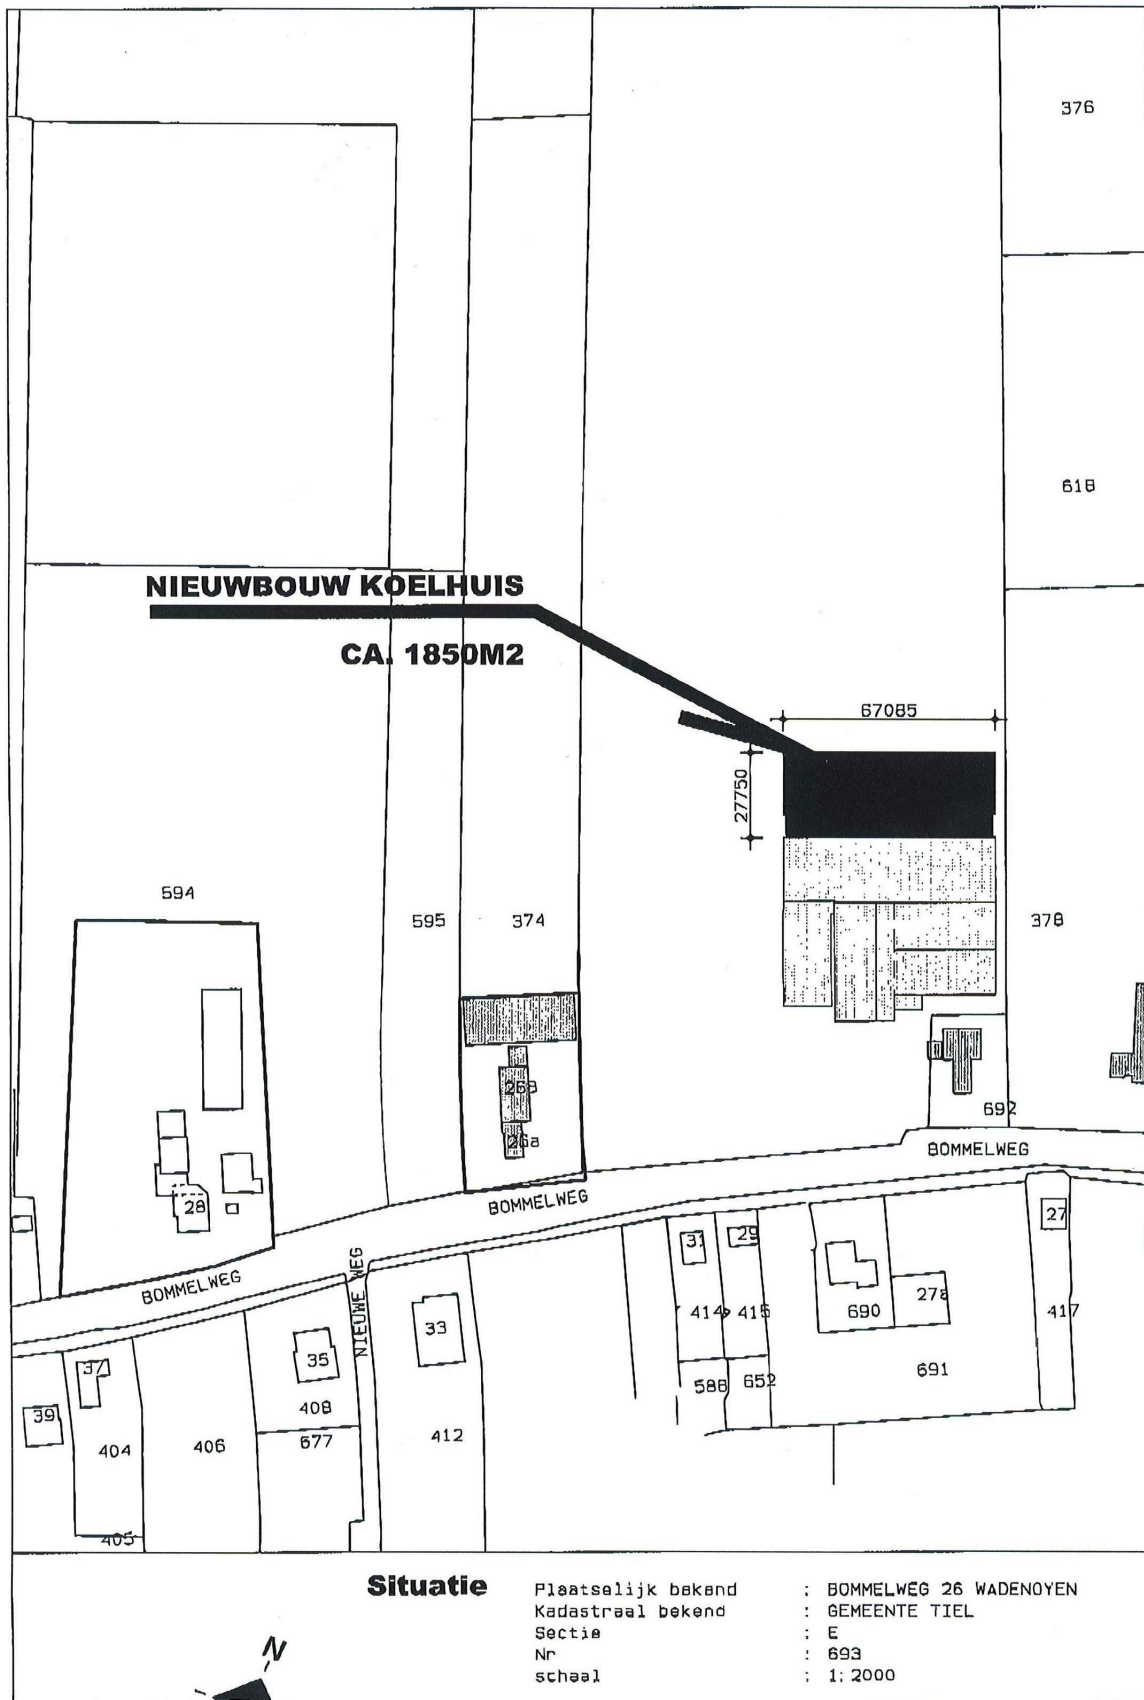 376
618
NIEUWBOUW KOELHUIS
CA. 1850M2
67085
27750
594
595
374
378
26B
26a
692
BOMMELWEG
BOMMELWEG
28
BOMMELWEG
NIEUWE WEG
31
29
27
414
415
690
27a
417
33
35
37
39
588
652
691
408
677
412
404
406
405
Situatie
Plaatselijk bekend : BOMMELWEG 26 WADENOYEN
Kadastraal bekend : GEMEENTE TIEL
Sectie : E
Nr : 693
schaal : 1:2000
N